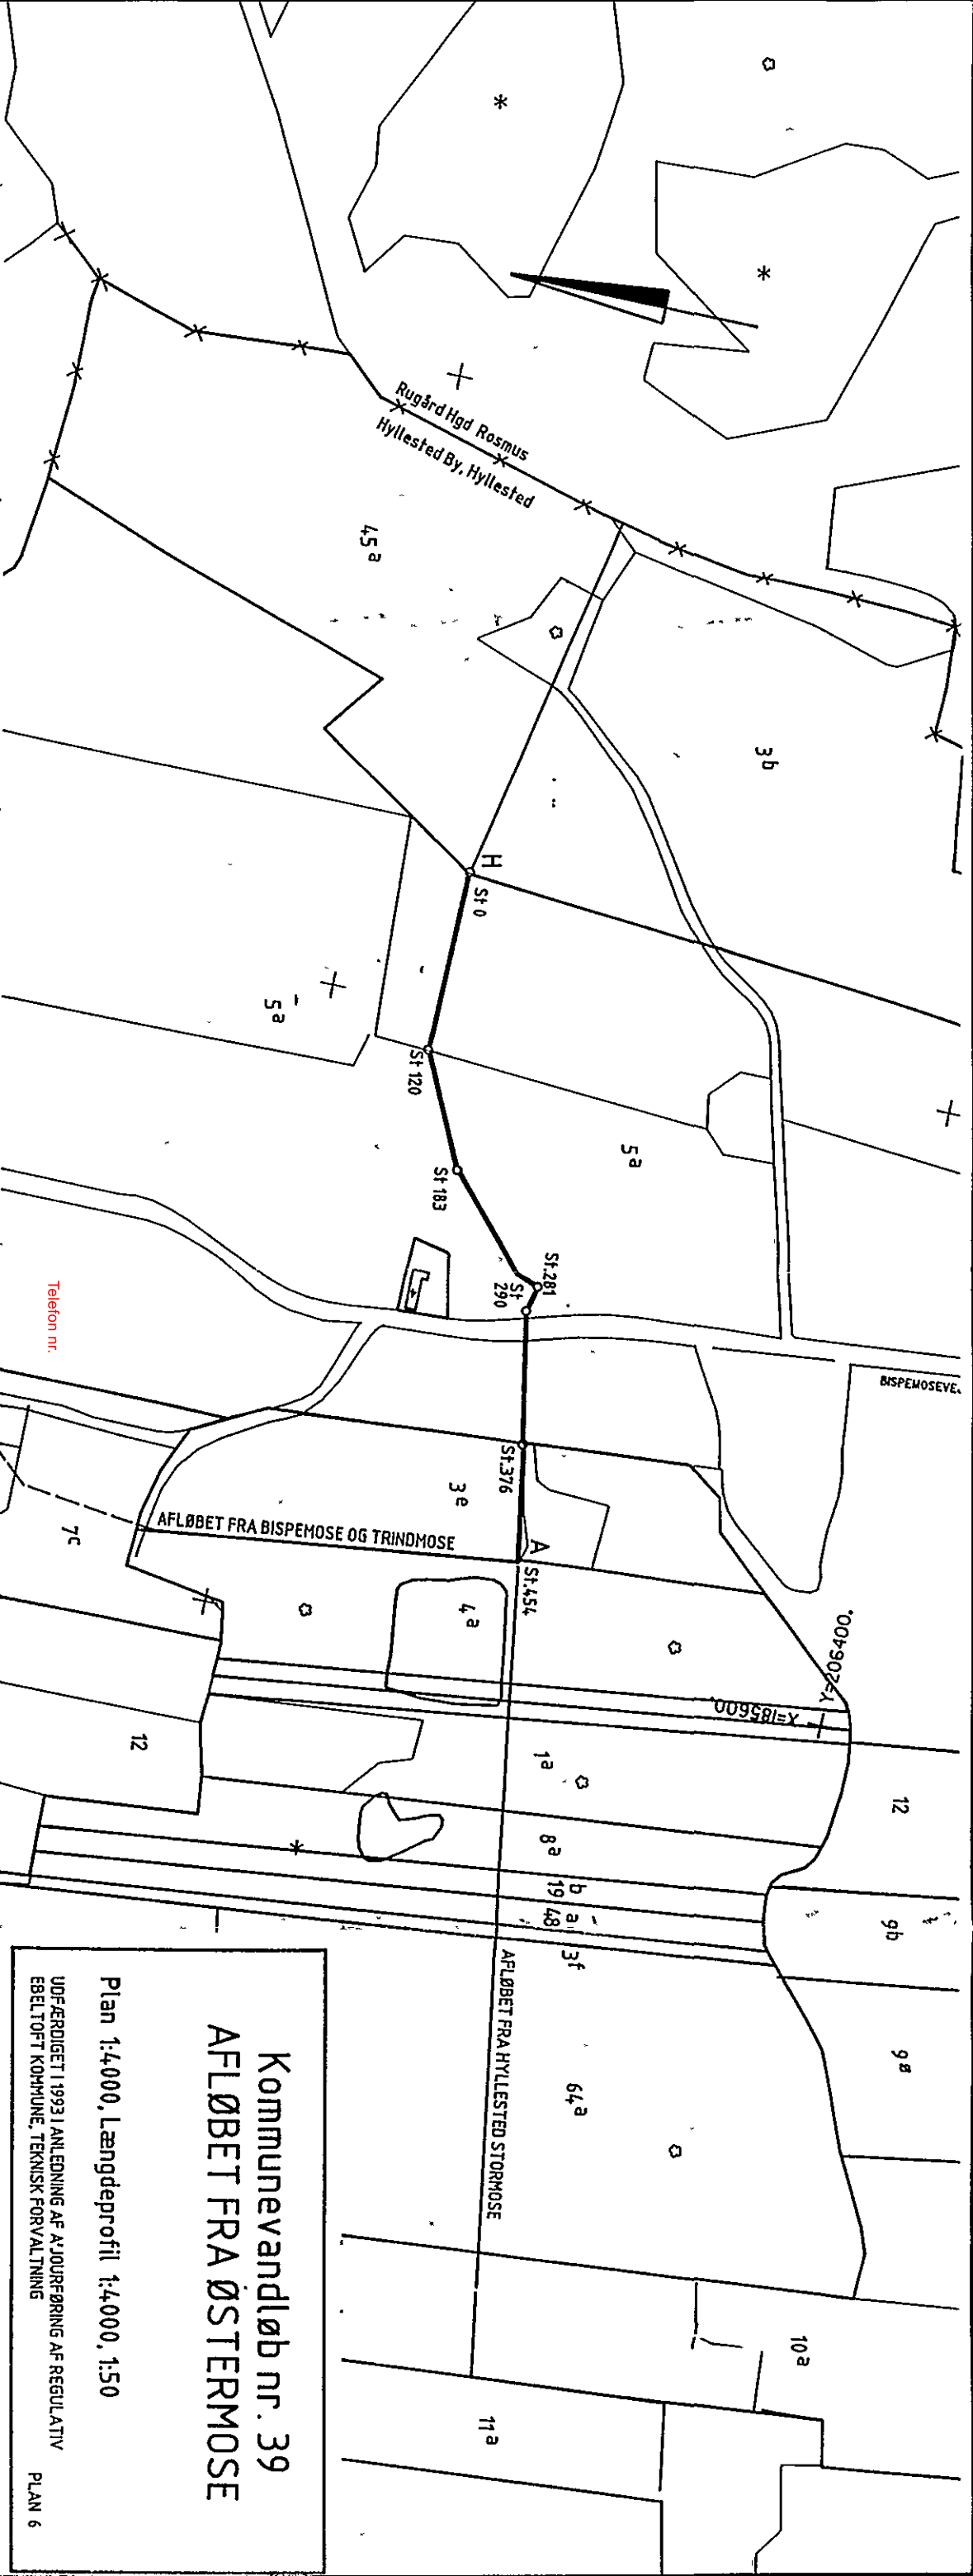 Rugård Hgd Rosmus
Hyllested By, Hyllested
45a
3b
H
St 0
5a
St 120
5a
St 183
St.281
St
290
BISPEMOSEVE
Telefon nr.
St.376
3e
AFLØBET FRA BISPEMOSE OG TRINDMOSE
7c
A
St.454
4a
Y=206400.
X=185600.
12
1a
12
8a
b
19
a
48
3f
9b
AFLØBET FRA HYLLESTED STORMOSE
64a
9ø
10a
11a
Kommunevandløb nr. 39
AFLØBET FRA ØSTERMOSE
Plan 1:4000, Længdeprofil 1:4000, 1:50
UDFÆRDIGET I 1993 I ANLEDNING AF A'JOURFØRING AF REGULATIV
EBELTOFT KOMMUNE, TEKNISK FORVALTNING
PLAN 6